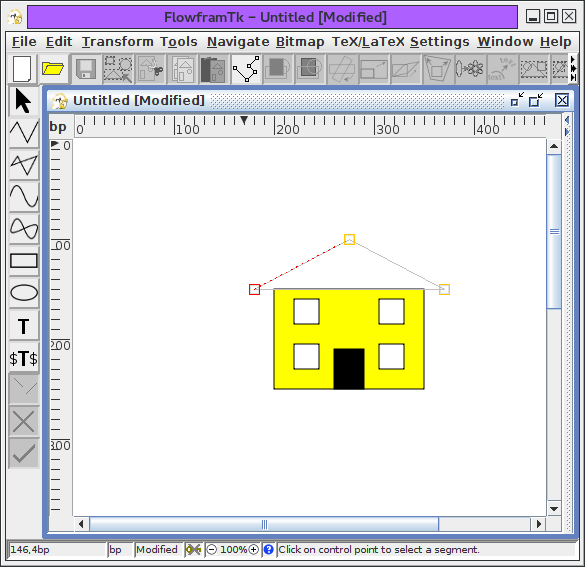 FlowframTk - Untitled [Modified]
File Edit Transform Tools Navigate Bitmap TeX/LaTeX Settings Window Help
Untitled [Modified]
bp 0 100 200 300 400
0
100
200
T
$T$
300
146,4bp bp Modified 100% Click on control point to select a segment.